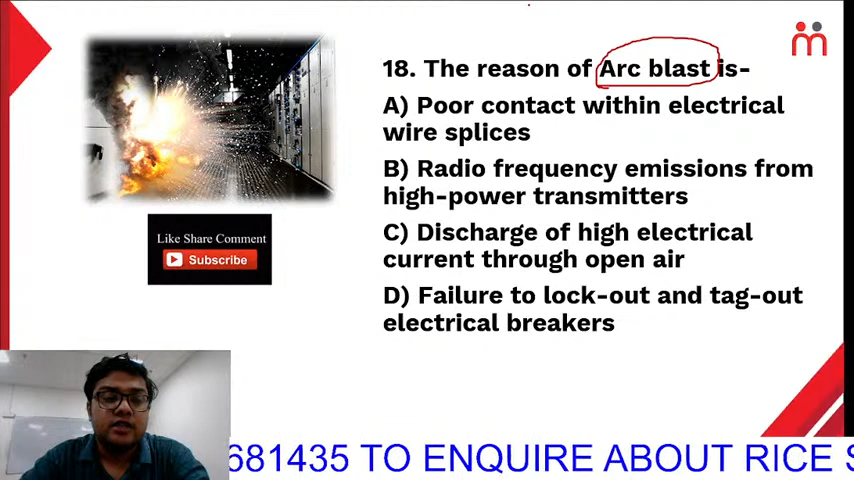 18. The reason of Arc blast is-
A) Poor contact within electrical
wire splices
B) Radio frequency emissions from
high-power transmitters
C) Discharge of high electrical
current through open air
D) Failure to lock-out and tag-out
electrical breakers
Like Share Comment
Subscribe
681435 TO ENQUIRE ABOUT RICE S